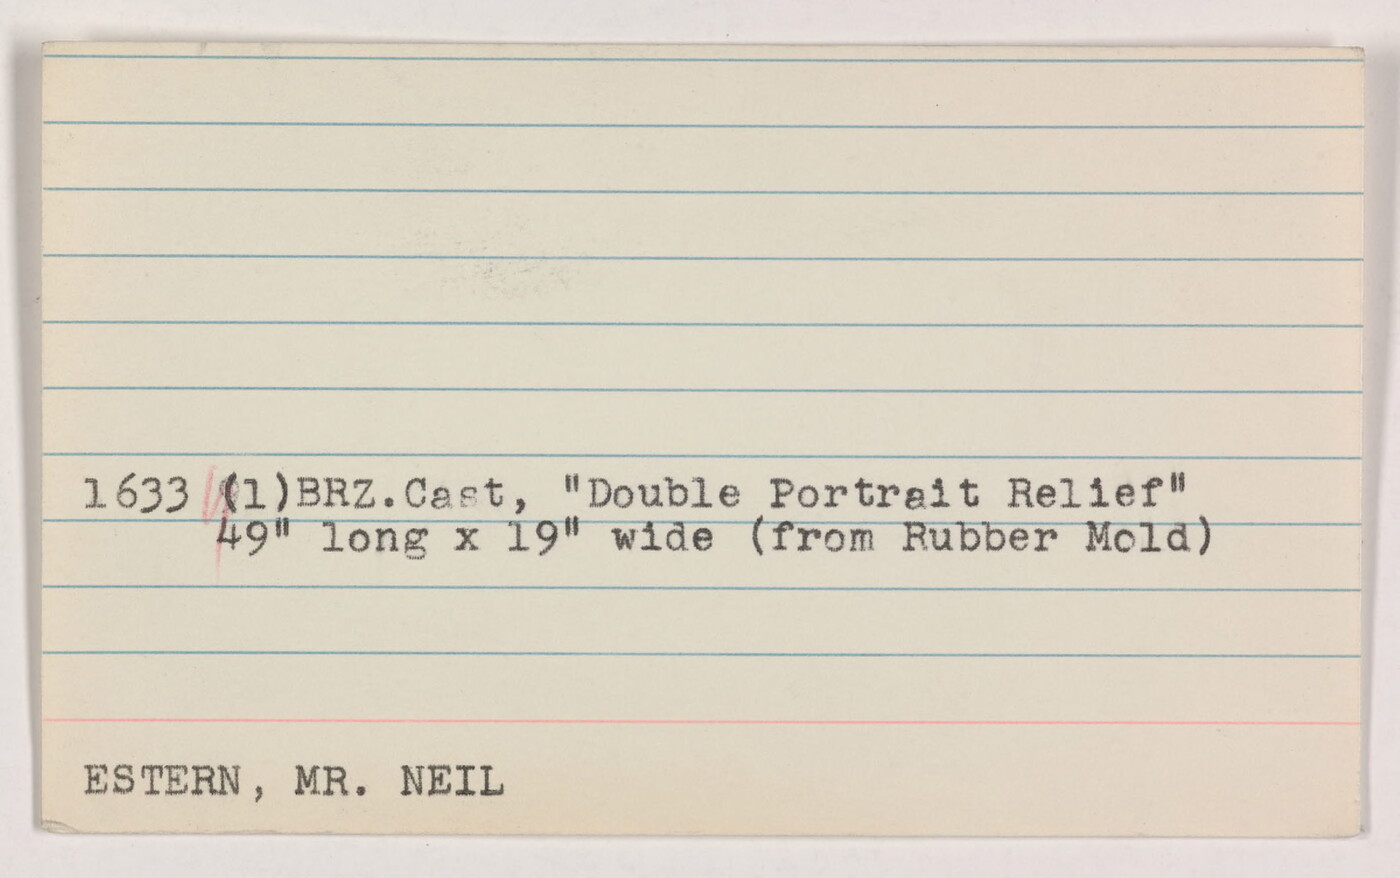 1633 (1)BRZ.Cast, "Double Portrait Relief"
49" long x 19" wide (from Rubber Mold)
ESTERN, MR. NEIL